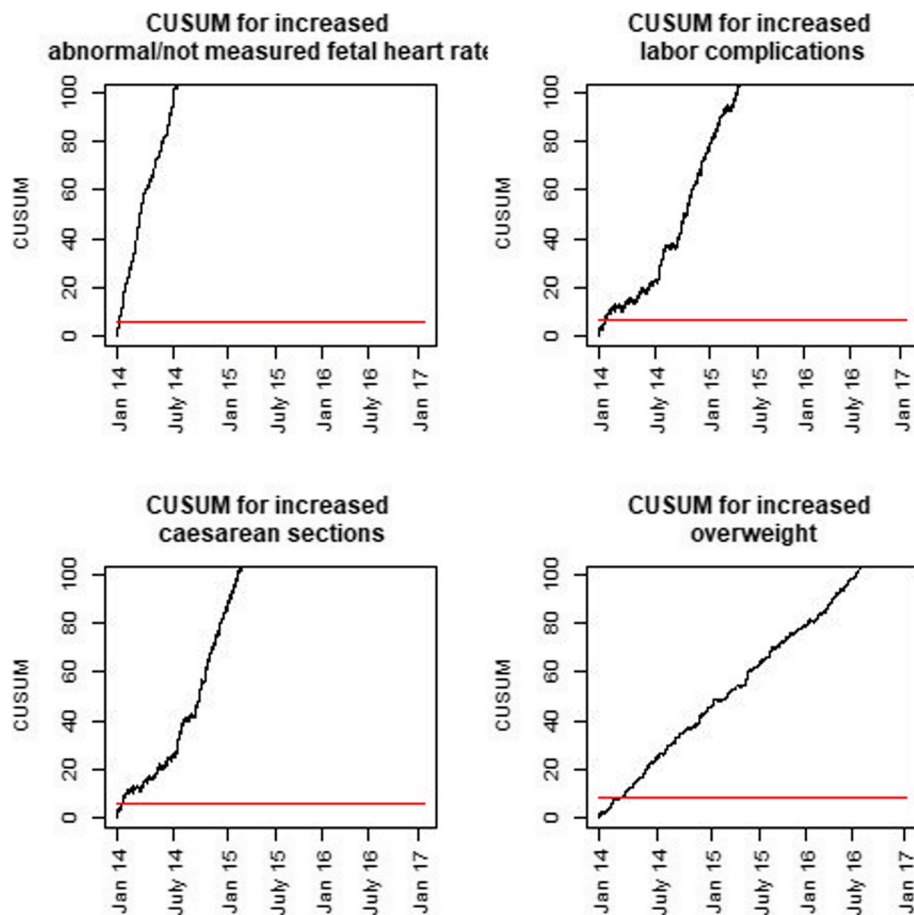 CUSUM for increased
abnormal/not measured fetal heart rate
CUSUM
100
80
60
40
20
0
Jan 14
July 14
Jan 15
July 15
Jan 16
July 16
Jan 17
CUSUM for increased
labor complications
CUSUM
100
80
60
40
20
0
Jan 14
July 14
Jan 15
July 15
Jan 16
July 16
Jan 17
CUSUM for increased
caesarean sections
CUSUM
100
80
60
40
20
0
Jan 14
July 14
Jan 15
July 15
Jan 16
July 16
Jan 17
CUSUM for increased
overweight
CUSUM
100
80
60
40
20
0
Jan 14
July 14
Jan 15
July 15
Jan 16
July 16
Jan 17